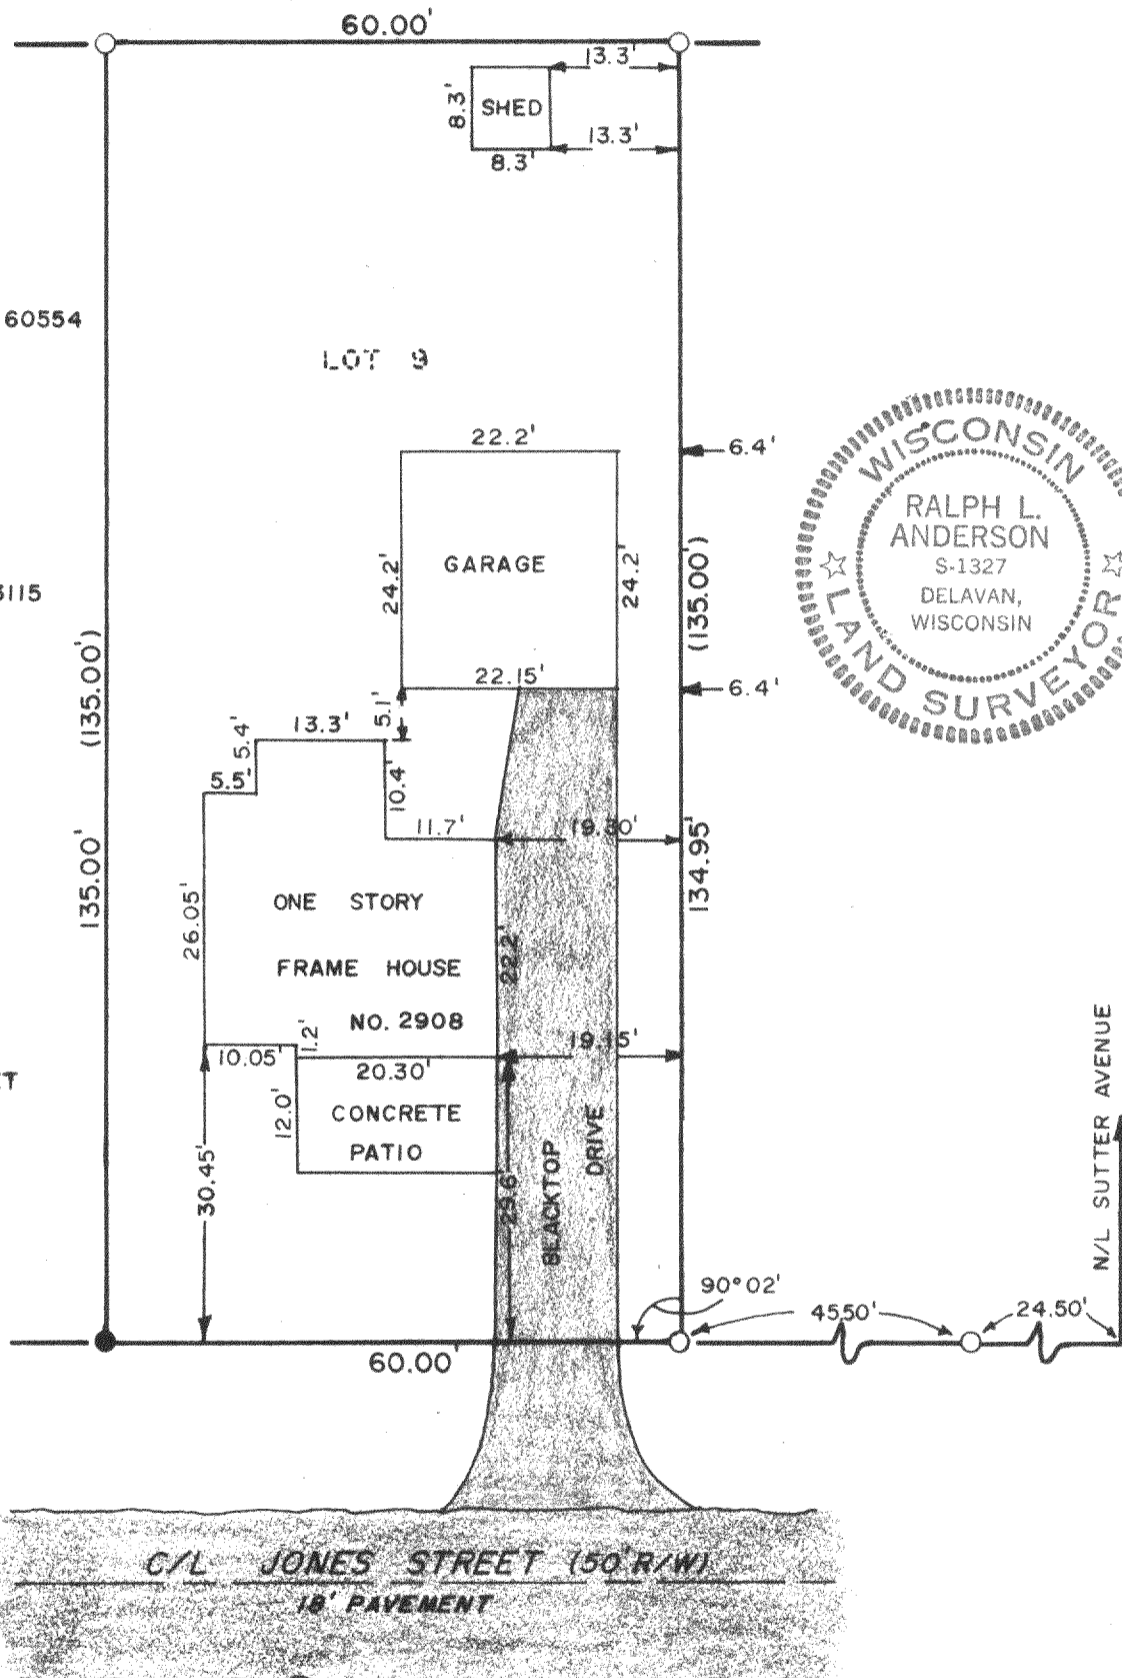 60.00'
13.3'
8.3'
SHED
13.3'
8.3'
60554
LOT 9
22.2'
6.4'
WISCONSIN
RALPH L.
ANDERSON
S-1327
DELAVAN,
WISCONSIN
LAND SURVEYOR
GARAGE
24.2'
24.2'
(135.00')
3115
(135.00')
22.15'
6.4'
5.1'
13.3'
5.4'
5.5'
10.4'
11.7'
19.30'
134.95'
135.00'
26.05'
ONE STORY
FRAME HOUSE
NO. 2908
22.2'
1.2'
10.05'
19.15'
20.30'
12.0'
CONCRETE
PATIO
BLACKTOP DRIVE
30.45'
29.6'
N/L SUTTER AVENUE
90°02'
45.50'
24.50'
60.00'
C/L JONES STREET (50' R/W)
18' PAVEMENT